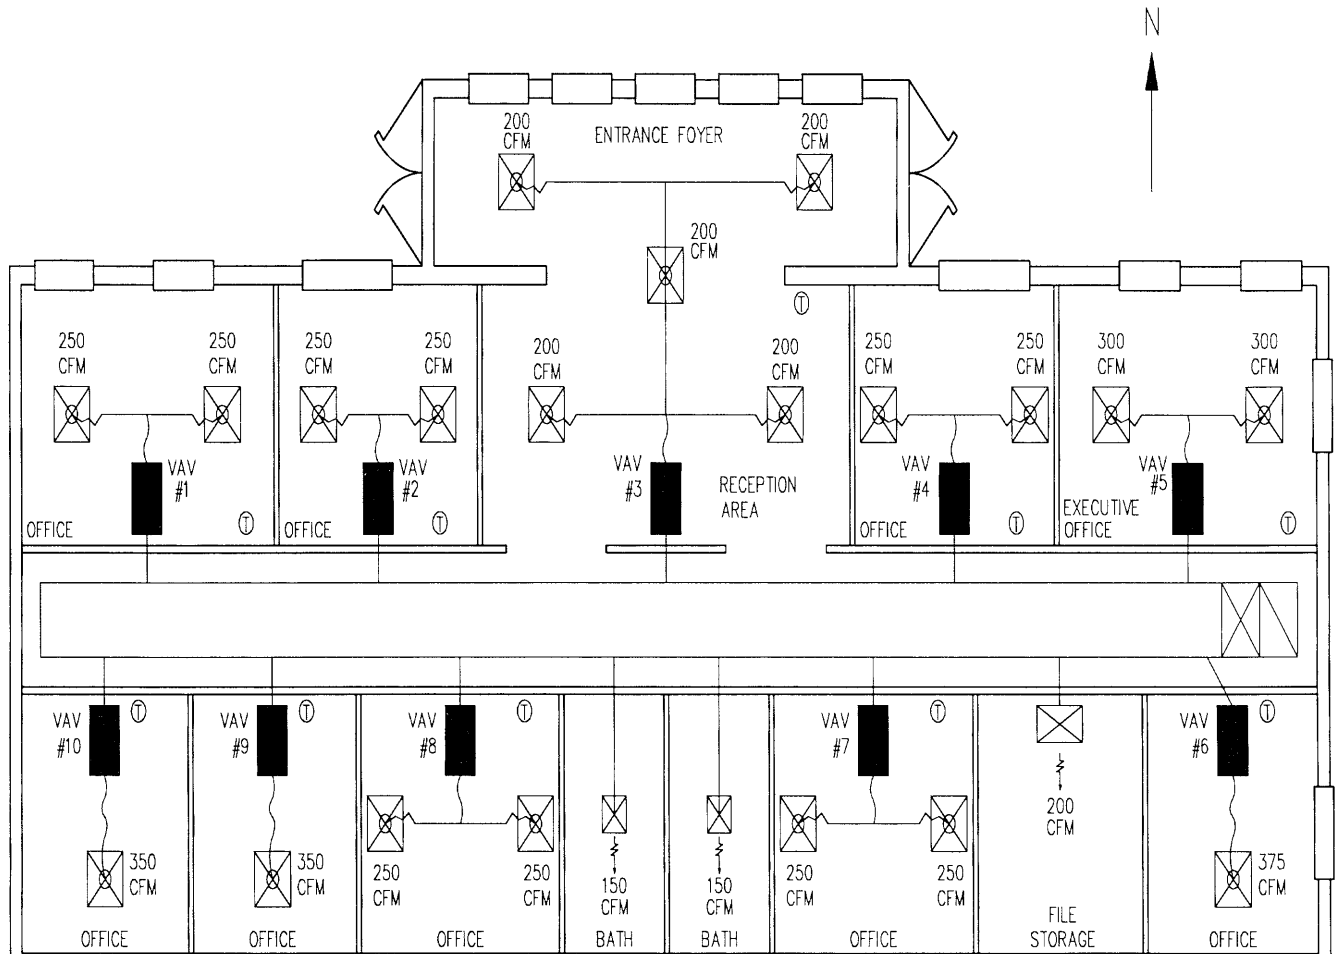 N
200
CFM
ENTRANCE FOYER
200
CFM
200
CFM
T
250
CFM
250
CFM
250
CFM
250
CFM
200
CFM
200
CFM
250
CFM
250
CFM
300
CFM
300
CFM
VAV
#1
OFFICE
T
VAV
#2
OFFICE
T
VAV
#3
RECEPTION
AREA
VAV
#4
OFFICE
T
VAV
#5
EXECUTIVE
OFFICE
T
VAV
#10
T
350
CFM
OFFICE
VAV
#9
T
350
CFM
OFFICE
VAV
#8
T
250
CFM
250
CFM
OFFICE
150
CFM
BATH
150
CFM
BATH
VAV
#7
T
250
CFM
250
CFM
OFFICE
200
CFM
FILE
STORAGE
VAV
#6
T
375
CFM
OFFICE